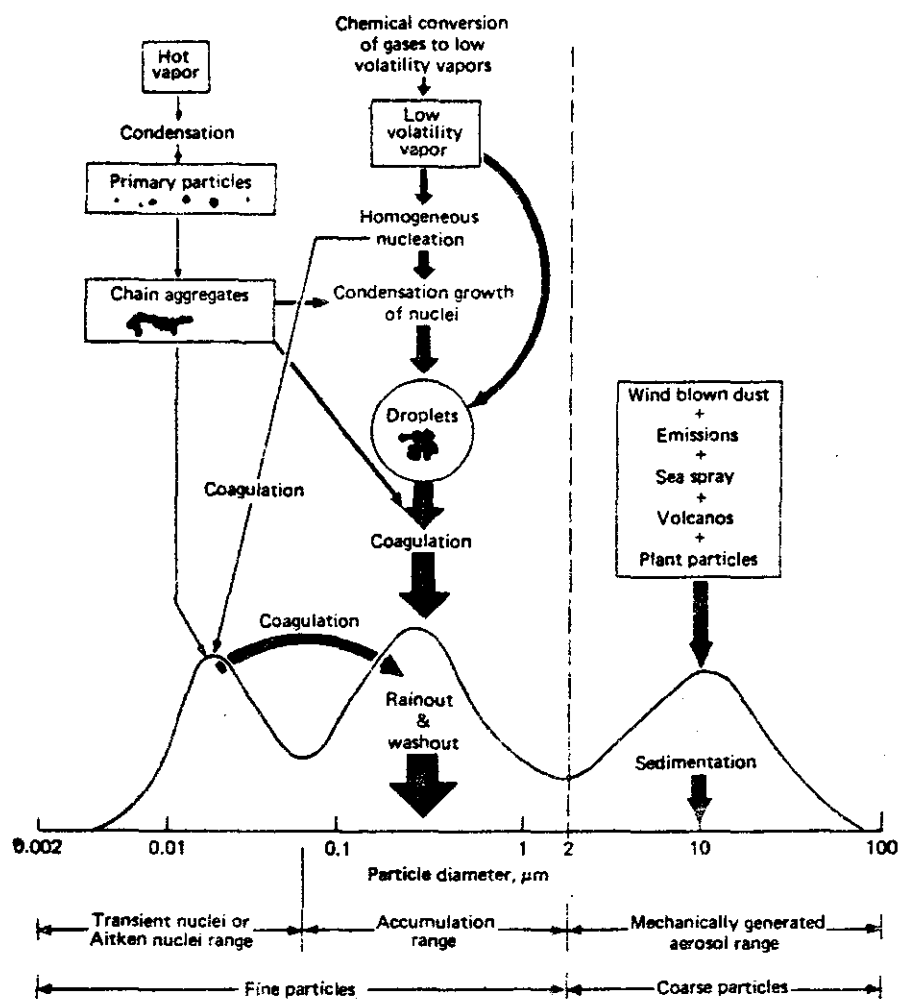 Chemical conversion
of gases to low
volatility vapors
Hot
vapor
Low
volatility
vapor
Condensation
Primary particles
Homogeneous
nucleation
Chain aggregates
Condensation growth
of nuclei
Droplets
Wind blown dust
+
Emissions
+
Sea spray
+
Volcanos
+
Plant particles
Coagulation
Coagulation
Coagulation
Rainout
&
washout
Sedimentation
0.002 0.01 0.1 1 2 10 100
Particle diameter, μm
Transient nuclei or
Aitken nuclei range
Accumulation
range
Mechanically generated
aerosol range
Fine particles
Coarse particles